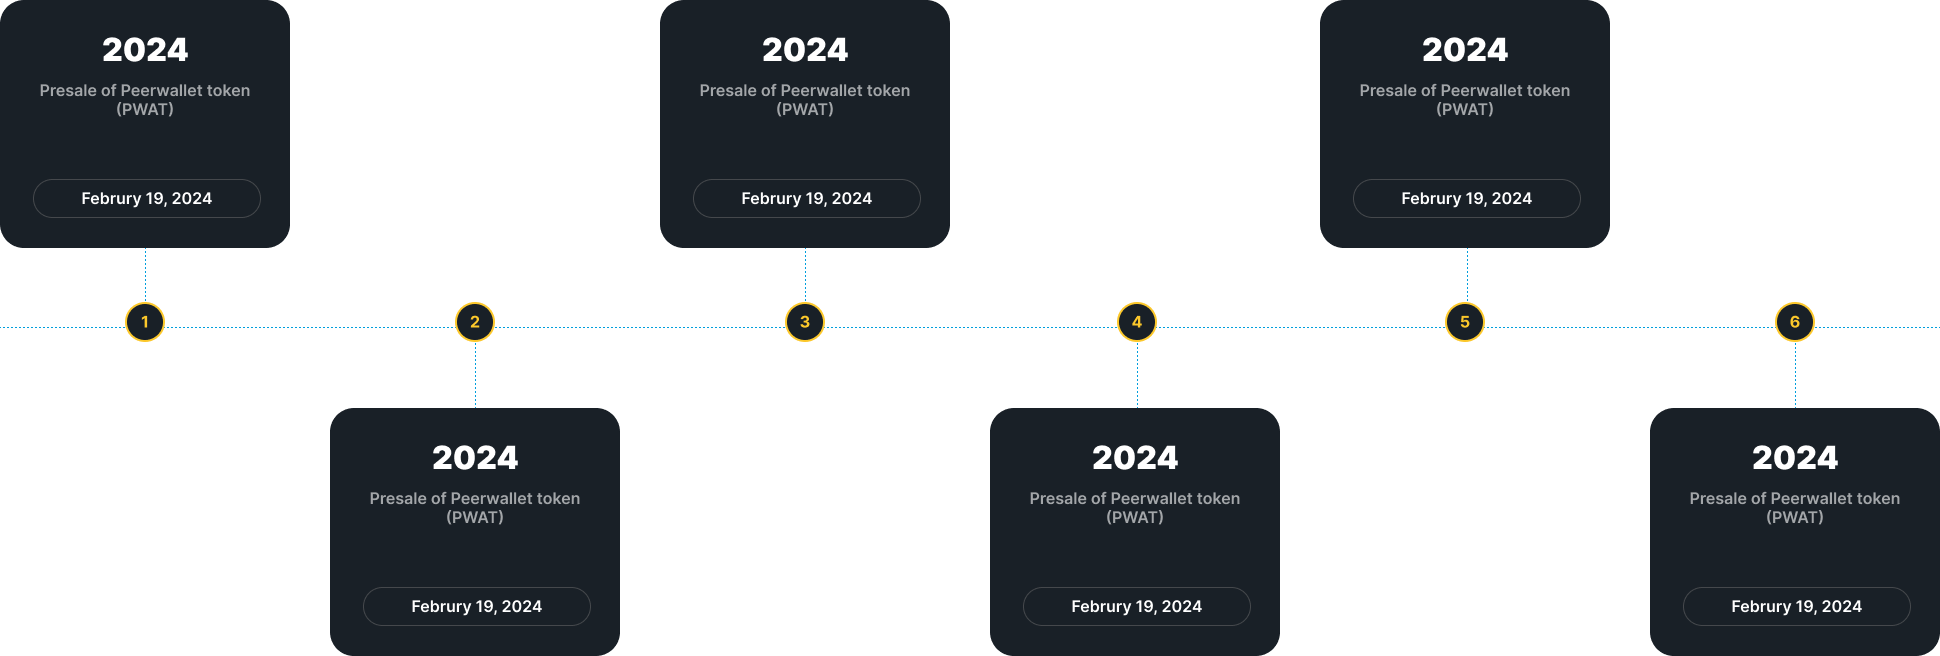 2024
Presale of Peerwallet token
(PWAT)
Februry 19, 2024
1
2
2024
Presale of Peerwallet token
(PWAT)
Februry 19, 2024
2024
Presale of Peerwallet token
(PWAT)
Februry 19, 2024
3
4
2024
Presale of Peerwallet token
(PWAT)
Februry 19, 2024
2024
Presale of Peerwallet token
(PWAT)
Februry 19, 2024
5
6
2024
Presale of Peerwallet token
(PWAT)
Februry 19, 2024